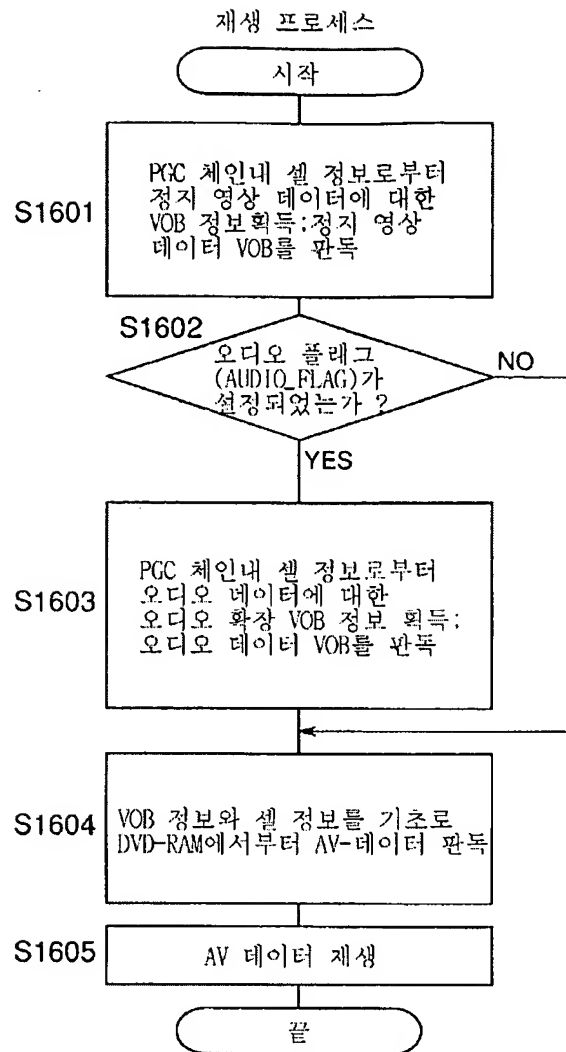 재생 프로세스
시작
S1601
PGC 체인내 셀 정보로부터
정지 영상 데이터에 대한
VOB 정보획득;정지 영상
데이터 VOB를 판독
S1602
오디오 플래그
(AUDIO_FLAG)가
설정되었는가 ?
NO
YES
S1603
PGC 체인내 셀 정보로부터
오디오 데이터에 대한
오디오 확장 VOB 정보 획득;
오디오 데이터 VOB를 판독
S1604
VOB 정보와 셀 정보를 기초로
DVD-RAM에서부터 AV-데이터 판독
S1605
AV 데이터 재생
끝